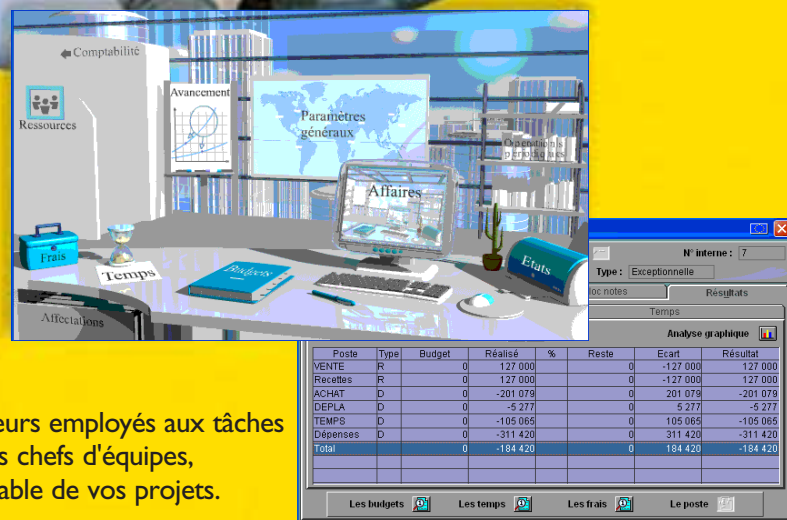 Comptabilité
Avancement
Ressources
Paramètres
généraux
Opérations
périodiques
Affaires
Frais
Temps
Budgets
Etats
Affectations
N° interne : 7
Type : Exceptionnelle
loc notes Résultats
Temps
Analyse graphique
Poste Type Budget Réalisé % Reste Ecart Résultat
VENTE R 0 127 000 0 -127 000 127 000
Recettes R 0 127 000 0 -127 000 127 000
ACHAT D 0 -201 079 0 201 079 -201 079
DEPLA D 0 -5 277 0 5 277 -5 277
TEMPS D 0 -105 065 0 105 065 -105 065
Dépenses D 0 -311 420 0 311 420 -311 420
Total 0 -184 420 0 184 420 -184 420
Les budgets Les temps Les frais Le poste
eurs employés aux tâches
s chefs d'équipes,
able de vos projets.